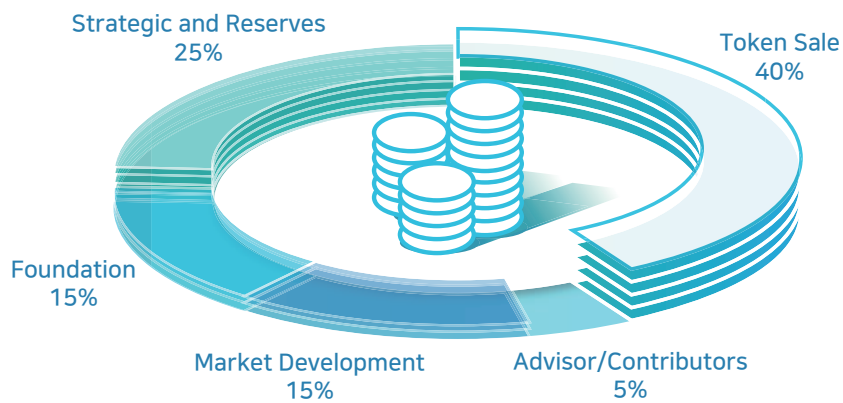 Strategic and Reserves
25%
Token Sale
40%
Foundation
15%
Market Development
15%
Advisor/Contributors
5%